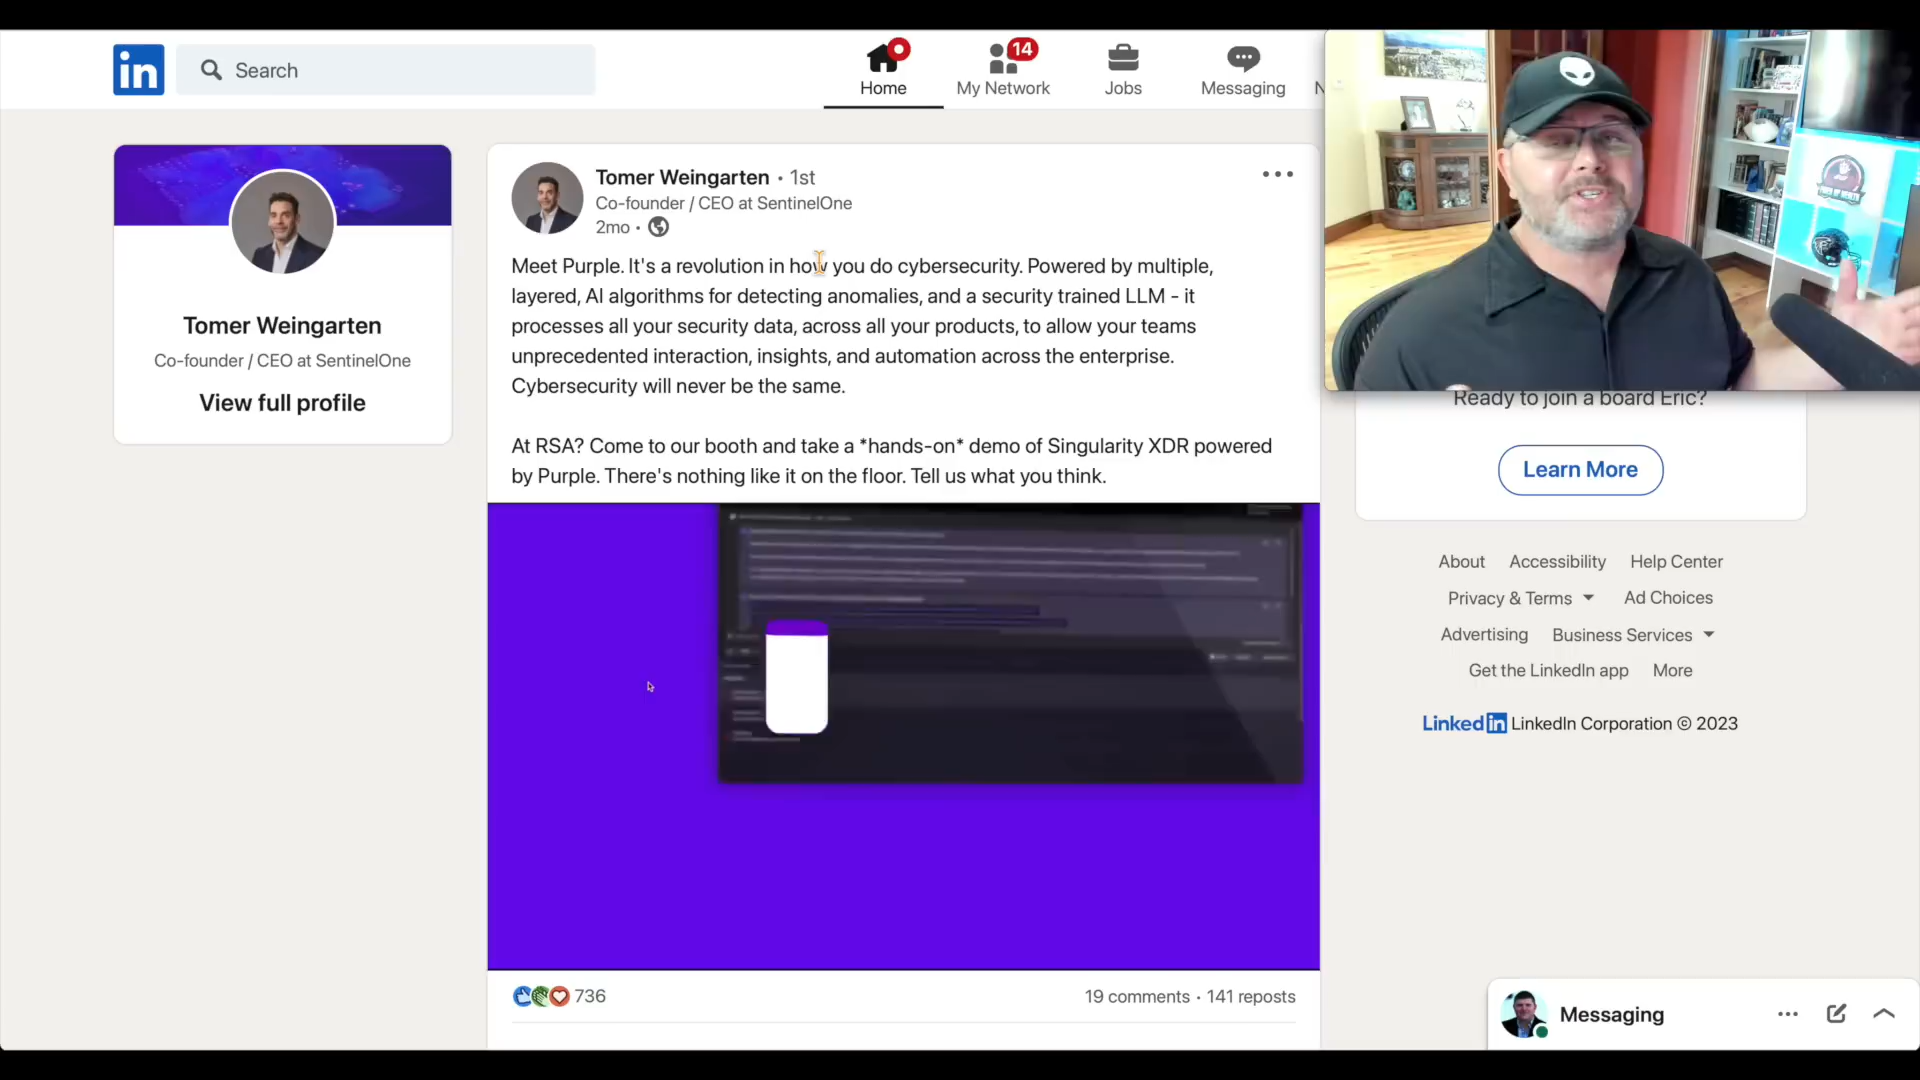 in
Search
Home
14
My Network
Jobs
Messaging
N
Tomer Weingarten
Co-founder / CEO at SentinelOne
View full profile
Tomer Weingarten • 1st
Co-founder / CEO at SentinelOne
2mo •
Meet Purple. It's a revolution in how you do cybersecurity. Powered by multiple,
layered, AI algorithms for detecting anomalies, and a security trained LLM - it
processes all your security data, across all your products, to allow your teams
unprecedented interaction, insights, and automation across the enterprise.
Cybersecurity will never be the same.
At RSA? Come to our booth and take a *hands-on* demo of Singularity XDR powered
by Purple. There's nothing like it on the floor. Tell us what you think.
736
19 comments • 141 reposts
Ready to join a board Eric?
Learn More
About Accessibility Help Center
Privacy & Terms Ad Choices
Advertising Business Services
Get the LinkedIn app More
Linked in LinkedIn Corporation © 2023
Messaging